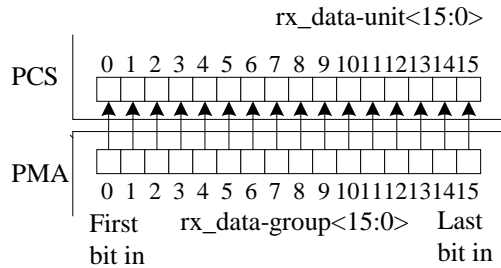 rx_data-unit<15:0>
0 1 2 3 4 5 6 7 8 9 10 11 12 13 14 15
PCS
PMA
0 1 2 3 4 5 6 7 8 9 10 11 12 13 14 15
First rx_data-group<15:0> Last
bit in bit in